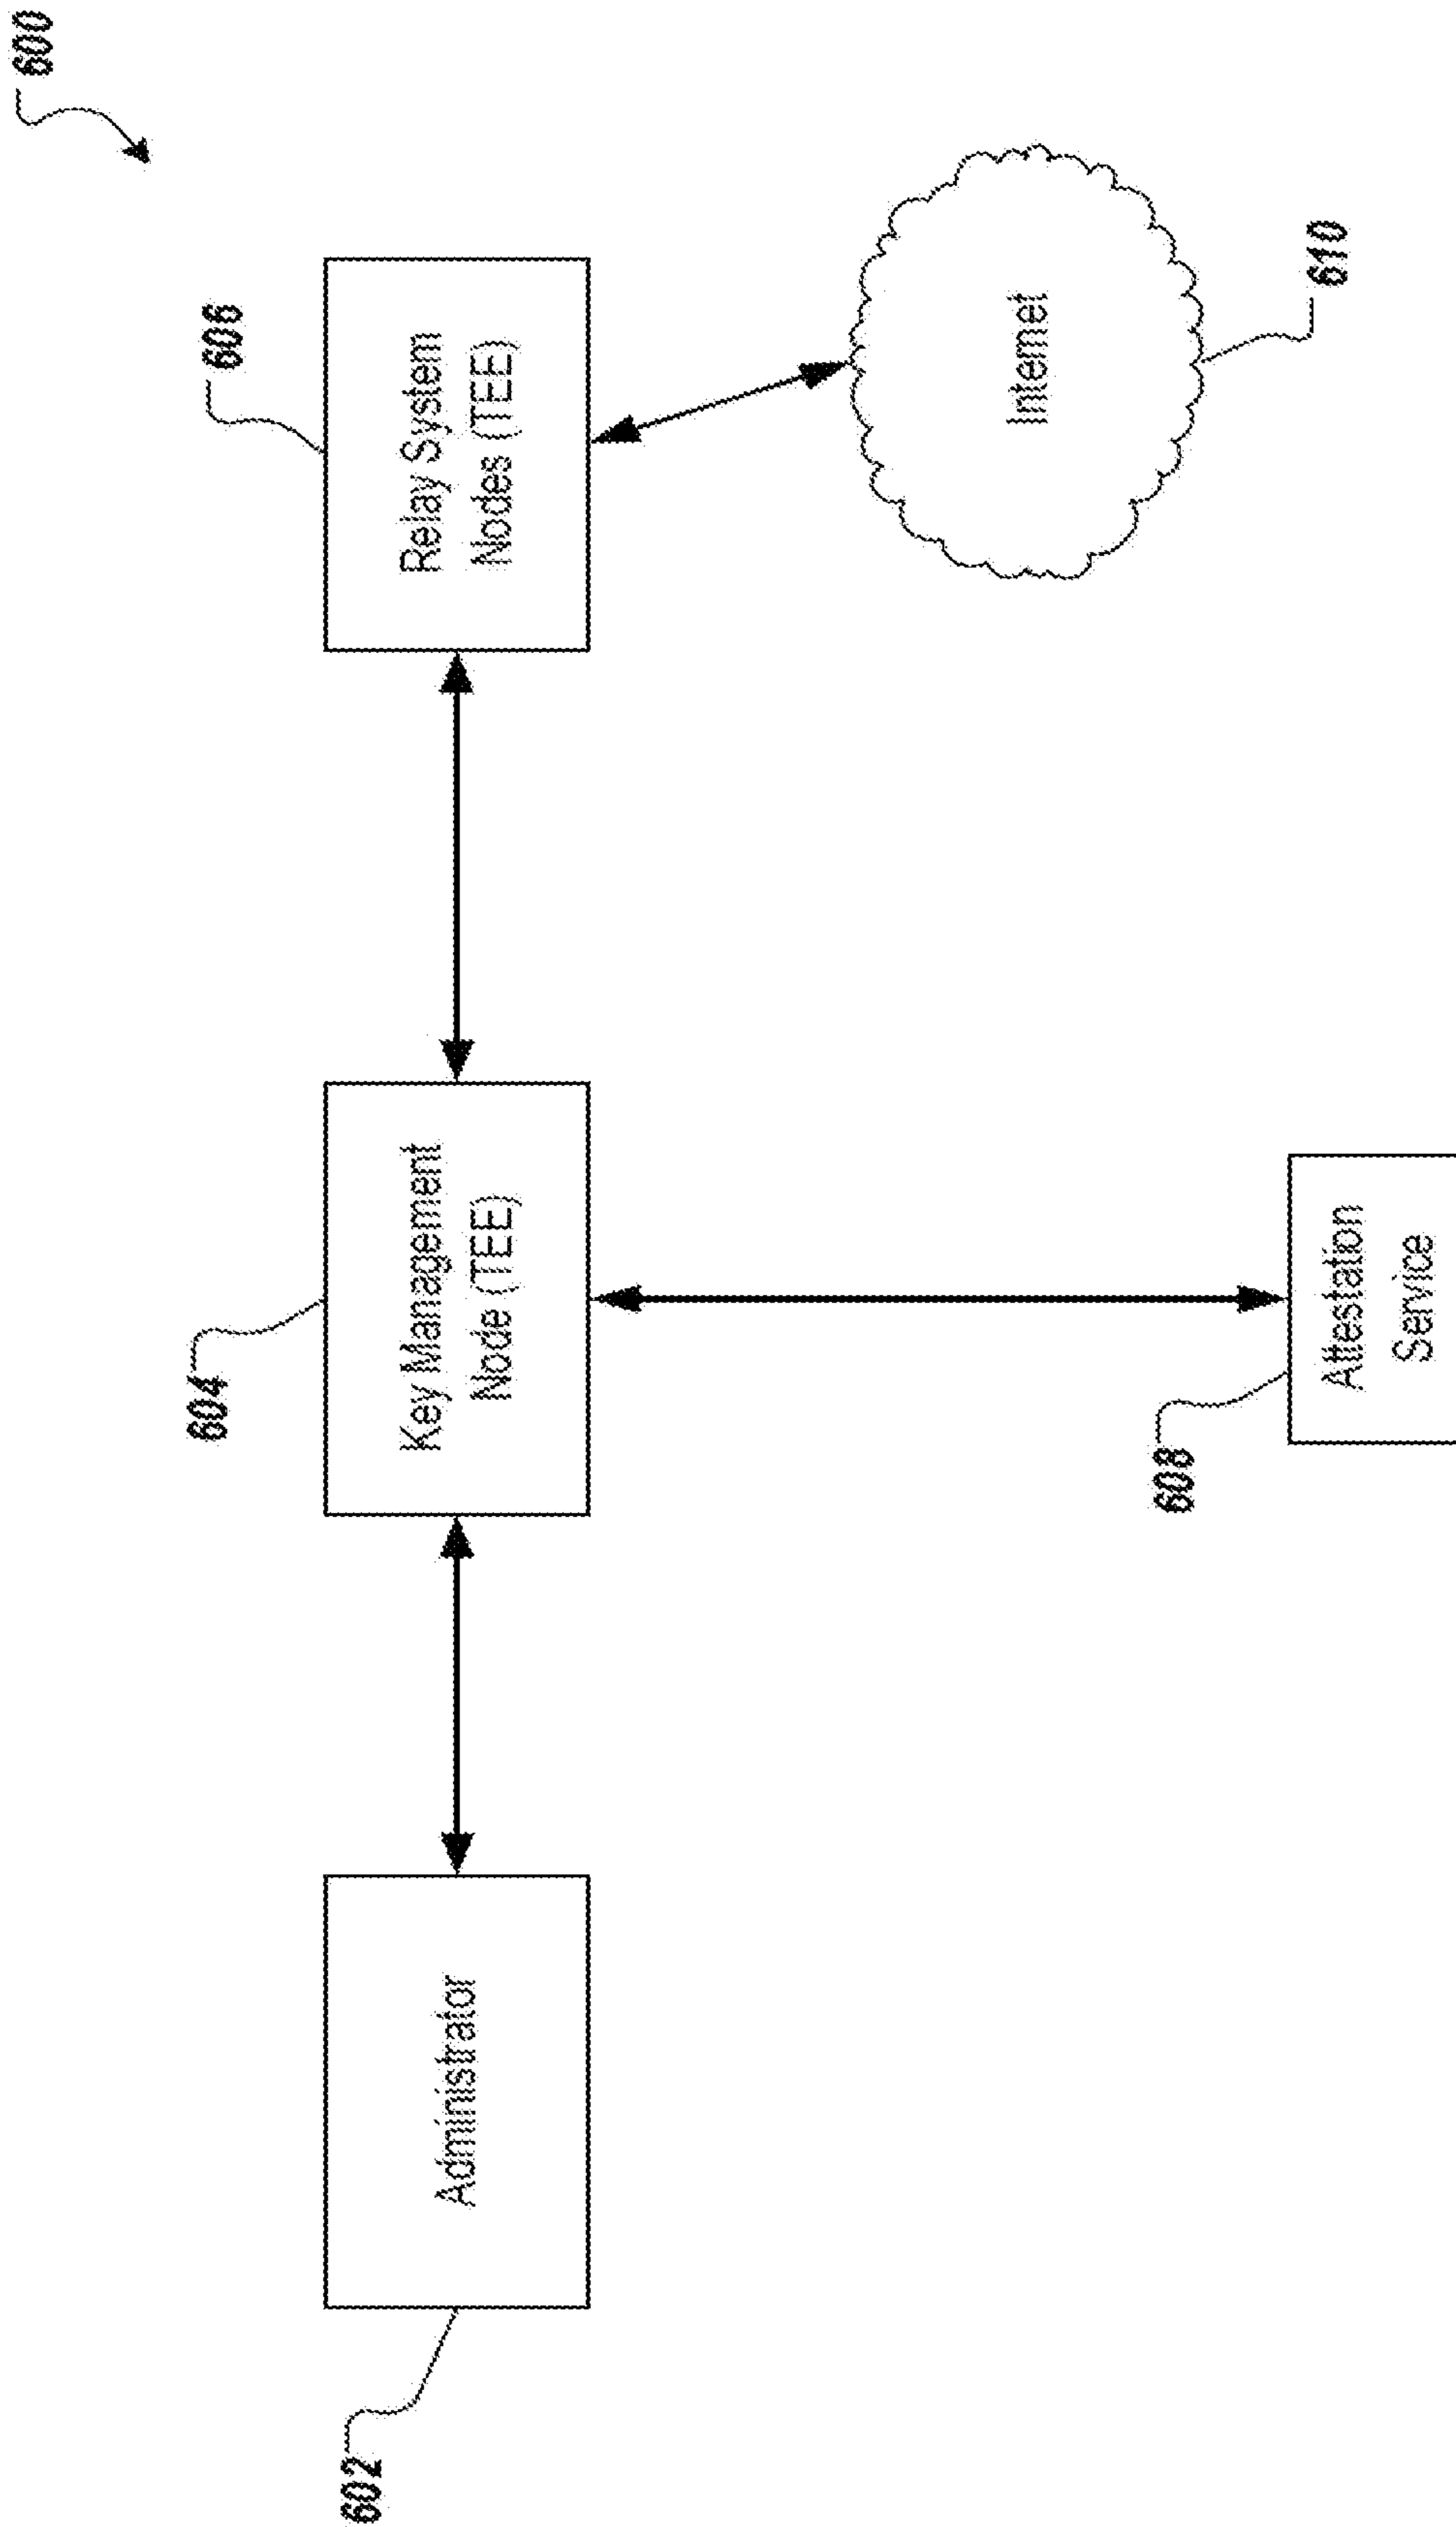 600
602
Administrator
604
Key Management
Node (TEE)
606
Relay System
Nodes (TEE)
608
Attestation
Service
Internet
610